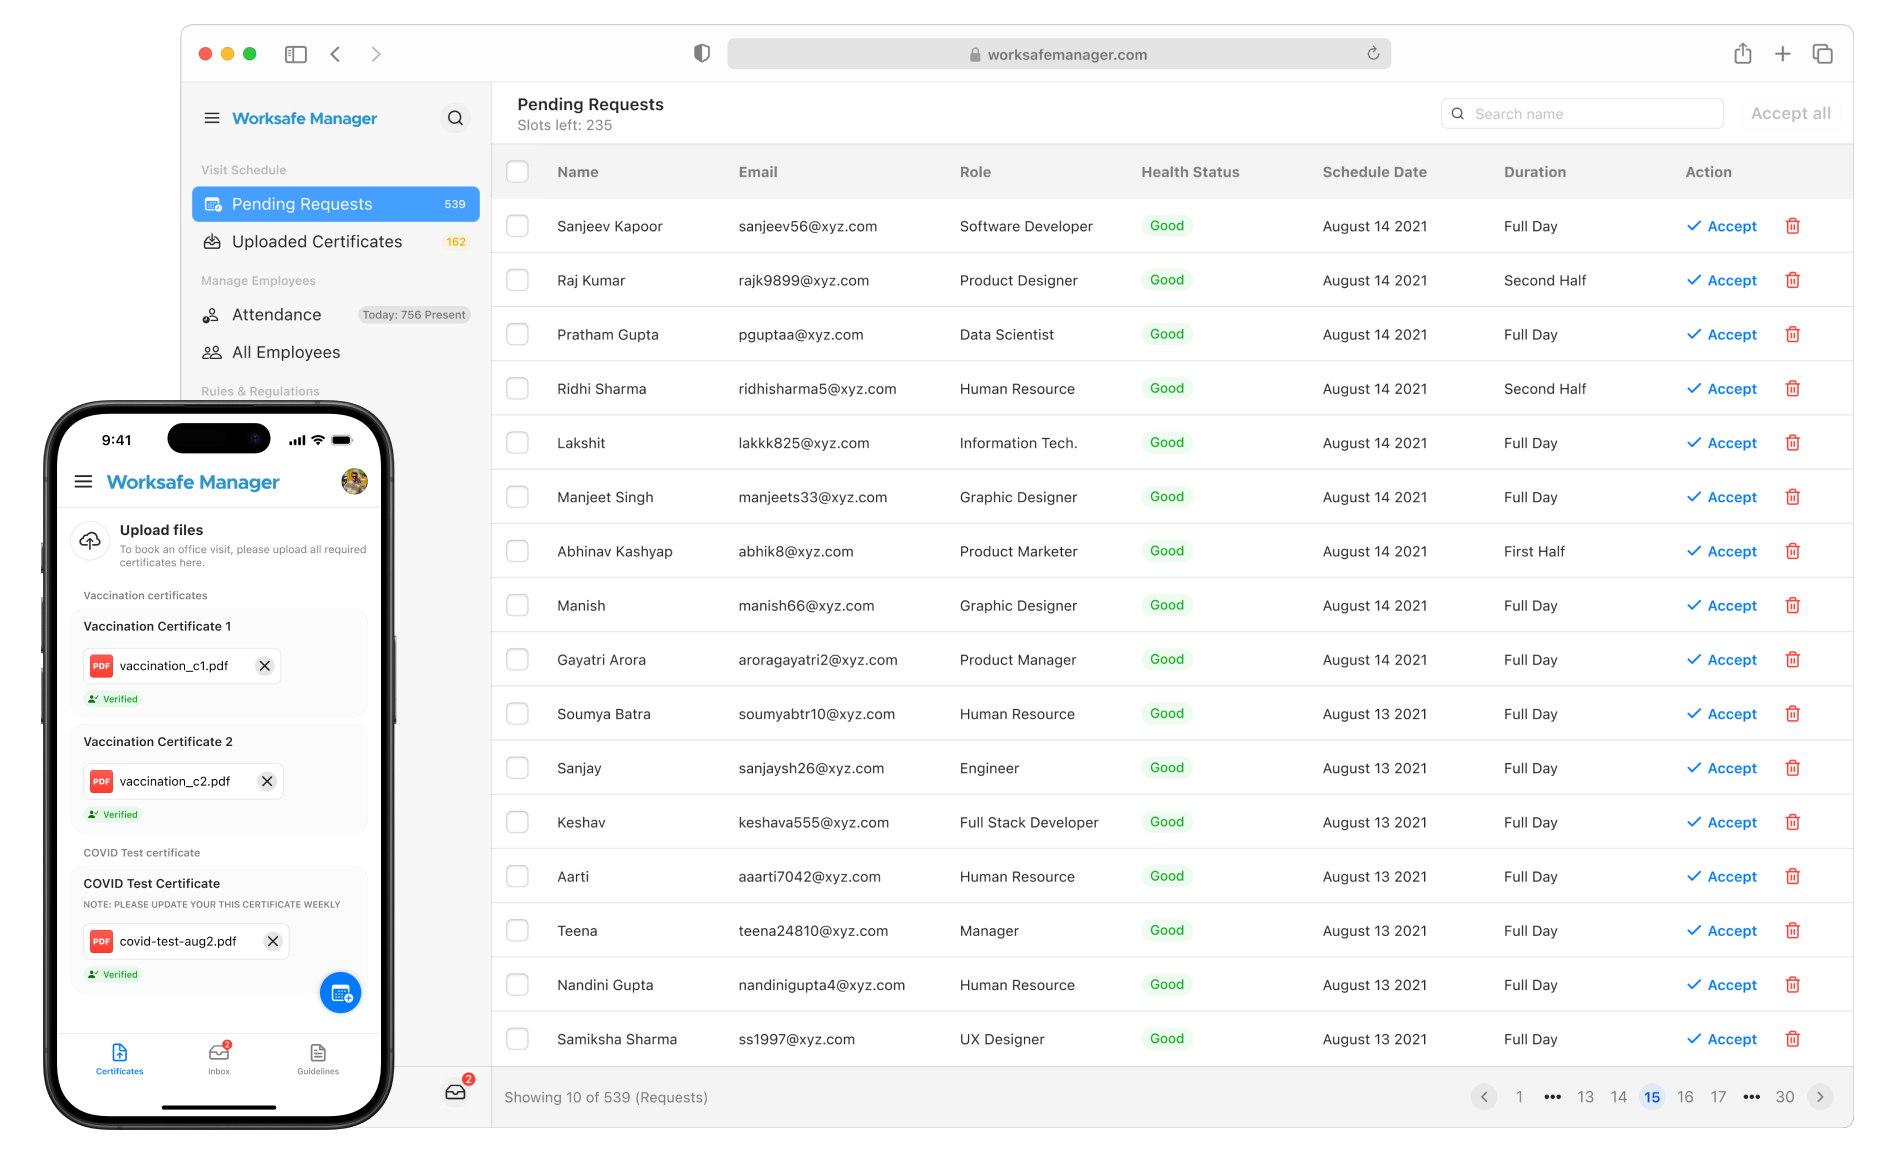 worksafemanager.com
Worksafe Manager
Visit Schedule
Pending Requests 539
Uploaded Certificates 162
Manage Employees
Attendance Today: 756 Present
All Employees
Rules & Regulations
2
Pending Requests
Slots left: 235
Search name
Accept all
Name Email Role Health Status Schedule Date Duration Action
Sanjeev Kapoor sanjeev56@xyz.com Software Developer Good August 14 2021 Full Day Accept
Raj Kumar rajk9899@xyz.com Product Designer Good August 14 2021 Second Half Accept
Pratham Gupta pguptaa@xyz.com Data Scientist Good August 14 2021 Full Day Accept
Ridhi Sharma ridhisharma5@xyz.com Human Resource Good August 14 2021 Second Half Accept
Lakshit lakkk825@xyz.com Information Tech. Good August 14 2021 Full Day Accept
Manjeet Singh manjeets33@xyz.com Graphic Designer Good August 14 2021 Full Day Accept
Abhinav Kashyap abhik8@xyz.com Product Marketer Good August 14 2021 First Half Accept
Manish manish66@xyz.com Graphic Designer Good August 14 2021 Full Day Accept
Gayatri Arora aroragayatri2@xyz.com Product Manager Good August 14 2021 Full Day Accept
Soumya Batra soumyabtr10@xyz.com Human Resource Good August 13 2021 Full Day Accept
Sanjay sanjaysh26@xyz.com Engineer Good August 13 2021 Full Day Accept
Keshav keshava555@xyz.com Full Stack Developer Good August 13 2021 Full Day Accept
Aarti aaarti7042@xyz.com Human Resource Good August 13 2021 Full Day Accept
Teena teena24810@xyz.com Manager Good August 13 2021 Full Day Accept
Nandini Gupta nandinigupta4@xyz.com Human Resource Good August 13 2021 Full Day Accept
Samiksha Sharma ss1997@xyz.com UX Designer Good August 13 2021 Full Day Accept
Showing 10 of 539 (Requests)
1 ••• 13 14 15 16 17 ••• 30
9:41
Worksafe Manager
Upload files
To book an office visit, please upload all required
certificates here.
Vaccination certificates
Vaccination Certificate 1
PDF vaccination_c1.pdf
Verified
Vaccination Certificate 2
PDF vaccination_c2.pdf
Verified
COVID Test certificate
COVID Test Certificate
NOTE: PLEASE UPDATE YOUR THIS CERTIFICATE WEEKLY
PDF covid-test-aug2.pdf
Verified
2
Certificates Inbox Guidelines